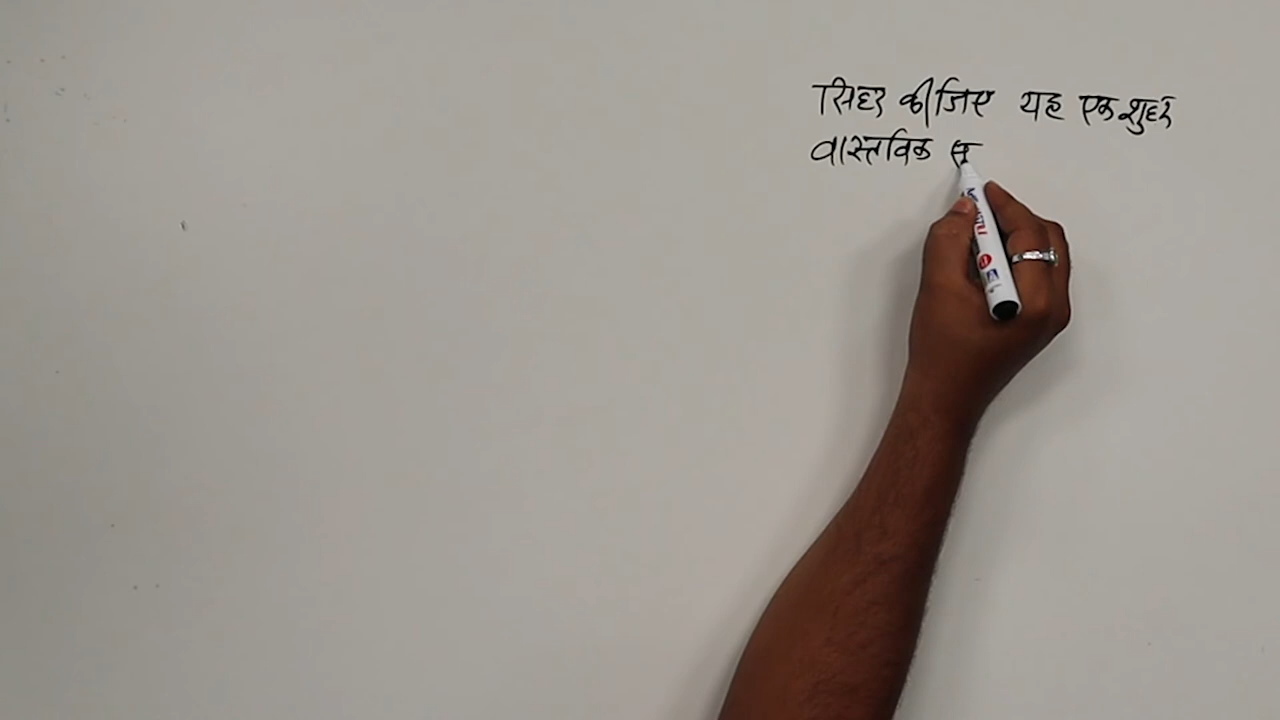 सिद्ध कीजिए यह एक शुद्ध
वास्तविक स